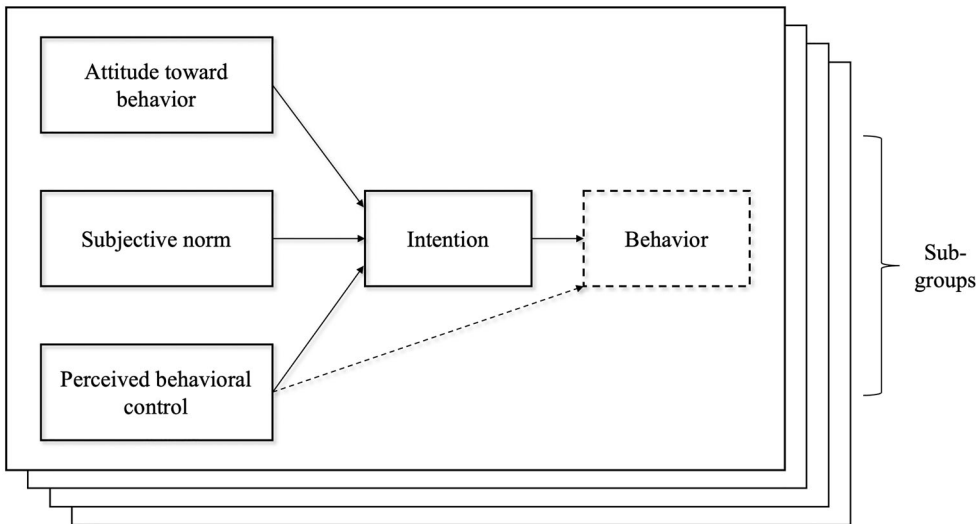 Attitude toward
behavior
Subjective norm
Intention
Behavior
Perceived behavioral
control
Sub-
groups